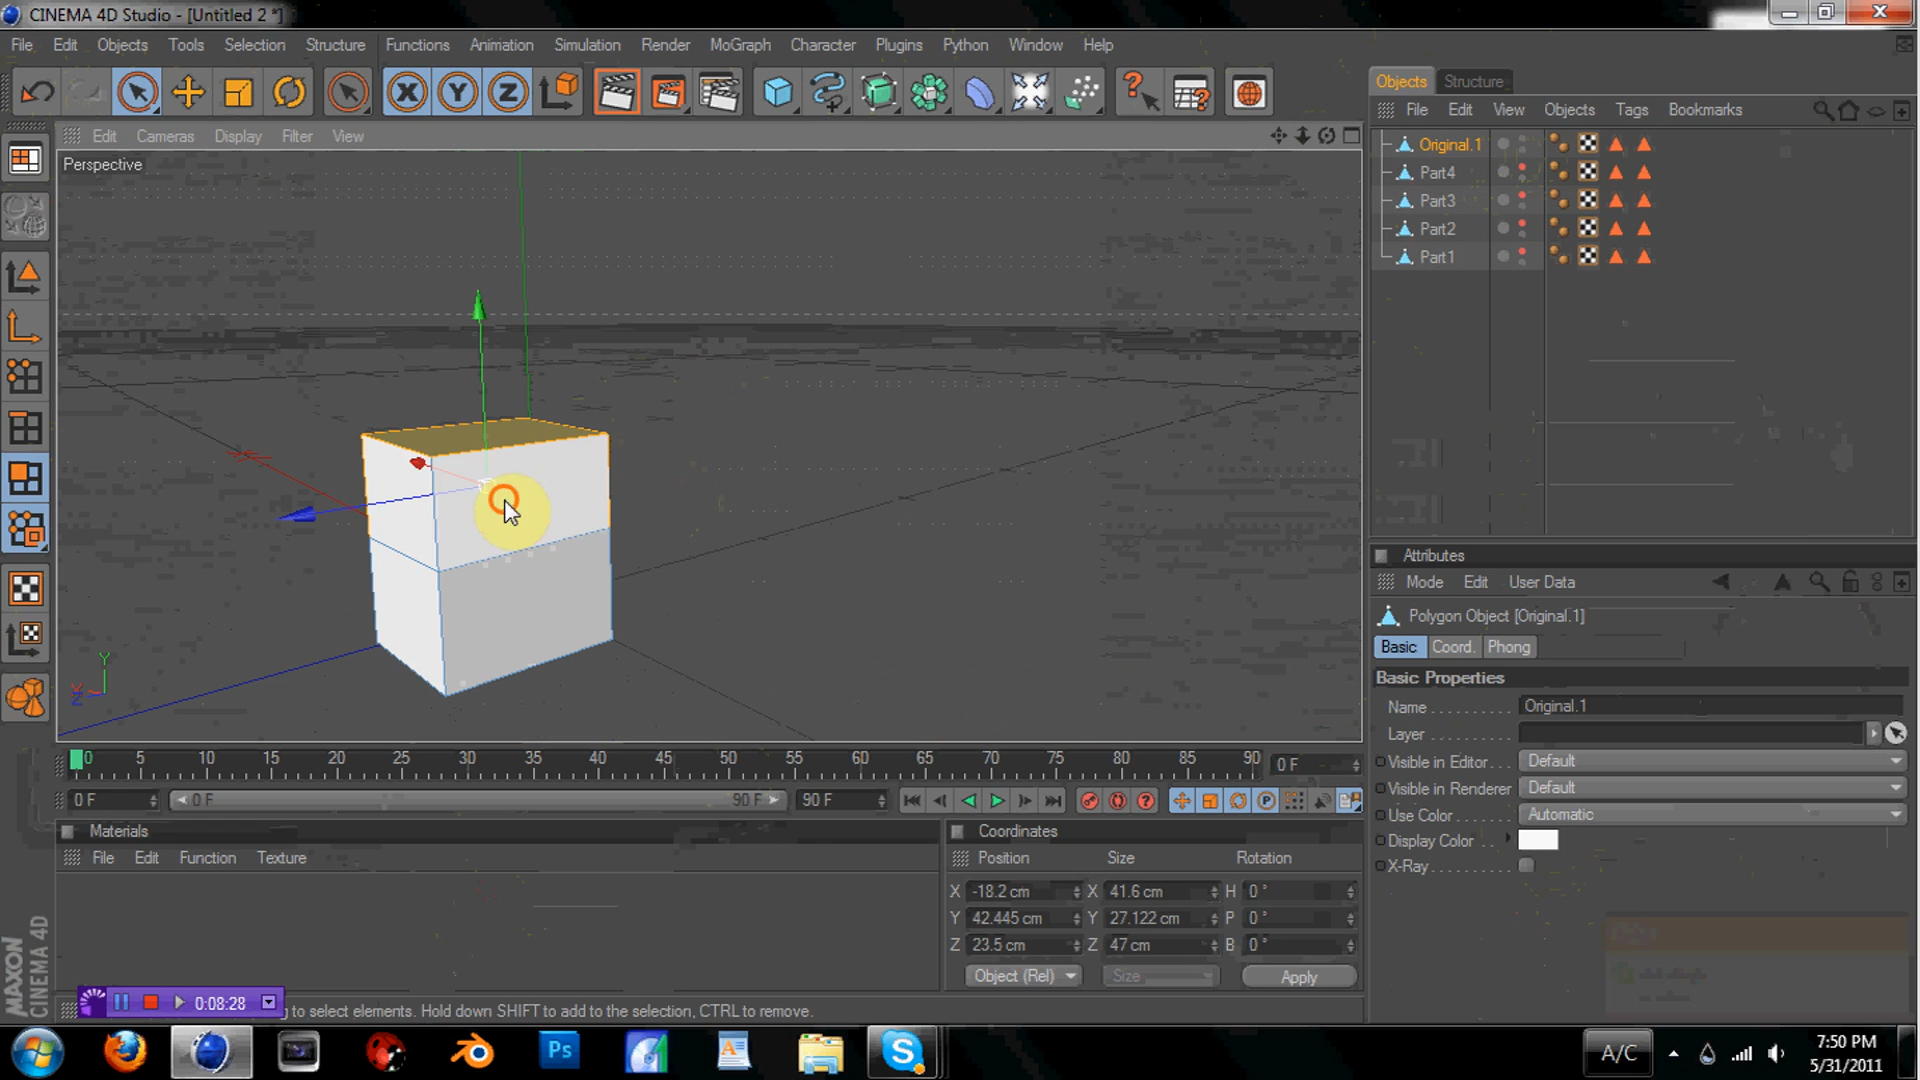 CINEMA 4D Studio - [Untitled 2 *]
File Edit Objects Tools Selection Structure Functions Animation Simulation Render MoGraph Character Plugins Python Window Help
Objects Structure
File Edit View Objects Tags Bookmarks
Edit Cameras Display Filter View
Perspective
Original.1
Part4
Part3
Part2
Part1
Attributes
Mode Edit User Data
Polygon Object [Original.1]
Basic Coord. Phong
Basic Properties
Name Original.1
Layer
Visible in Editor Default
Visible in Renderer Default
Use Color Automatic
Display Color
X-Ray
0 5 10 15 20 25 30 35 40 45 50 55 60 65 70 75 80 85 90 0 F
0 F 0 F 90 F 90 F
Materials
File Edit Function Texture
Coordinates
Position Size Rotation
X -18.2 cm X 41.6 cm H 0 °
Y 42.445 cm Y 27.122 cm P 0 °
Z 23.5 cm Z 47 cm B 0 °
Object (Rel) Size Apply
MAXON
CINEMA 4D
0:08:28
g to select elements. Hold down SHIFT to add to the selection, CTRL to remove.
Ps
A/C
7:50 PM
5/31/2011